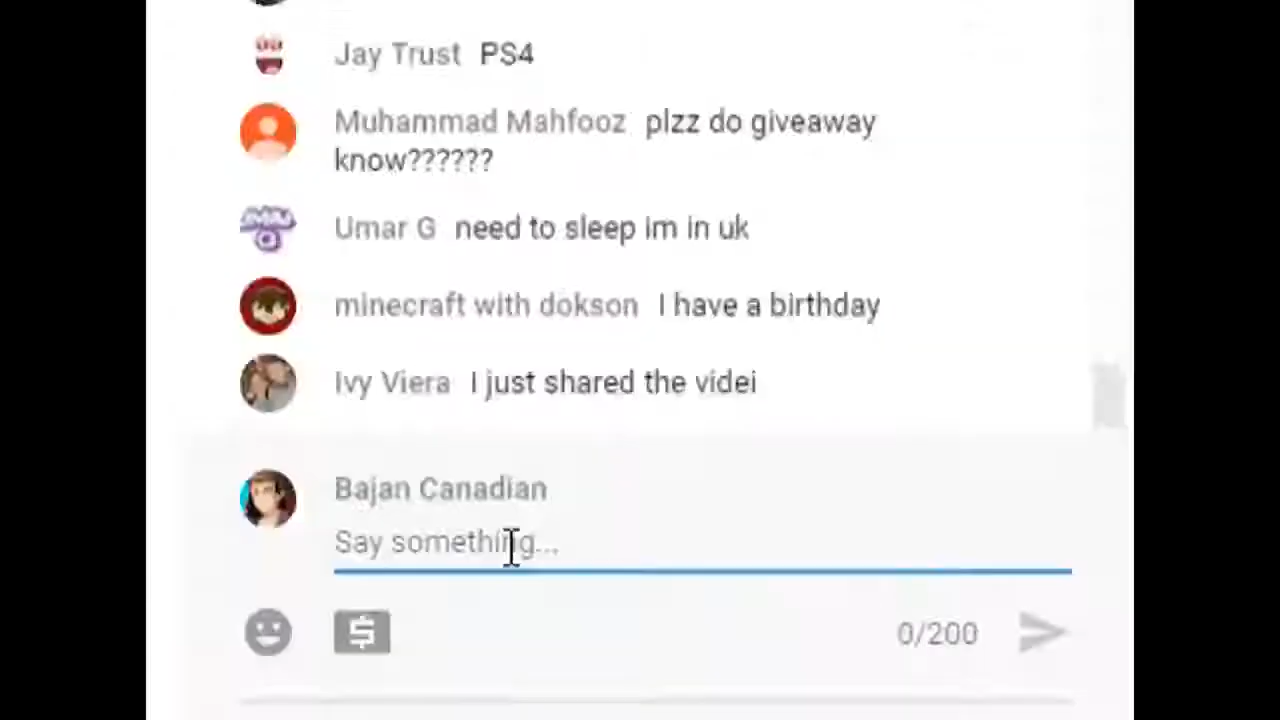 Jay Trust PS4
Muhammad Mahfooz plzz do giveaway
know??????
Umar G need to sleep im in uk
minecraft with dokson I have a birthday
Ivy Viera I just shared the videi
Bajan Canadian
Say something...
$ 0/200